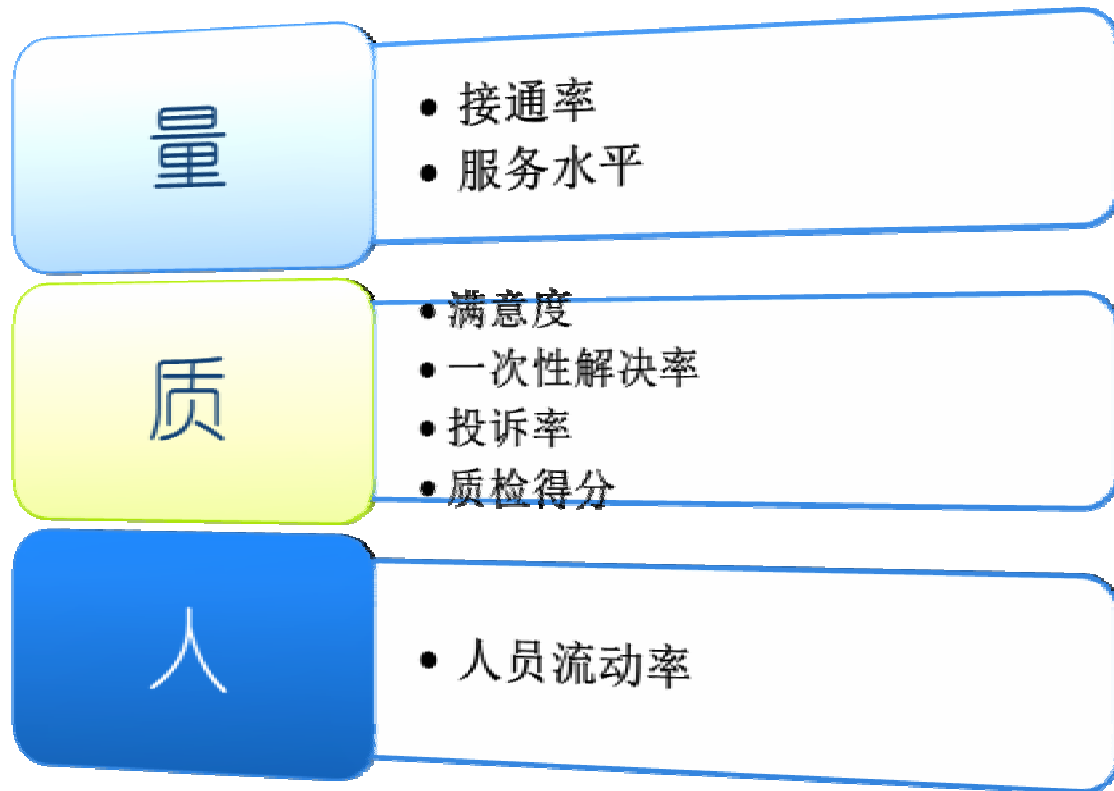 量
• 接通率
• 服务水平
质
• 满意度
• 一次性解决率
• 投诉率
• 质检得分
人
• 人员流动率